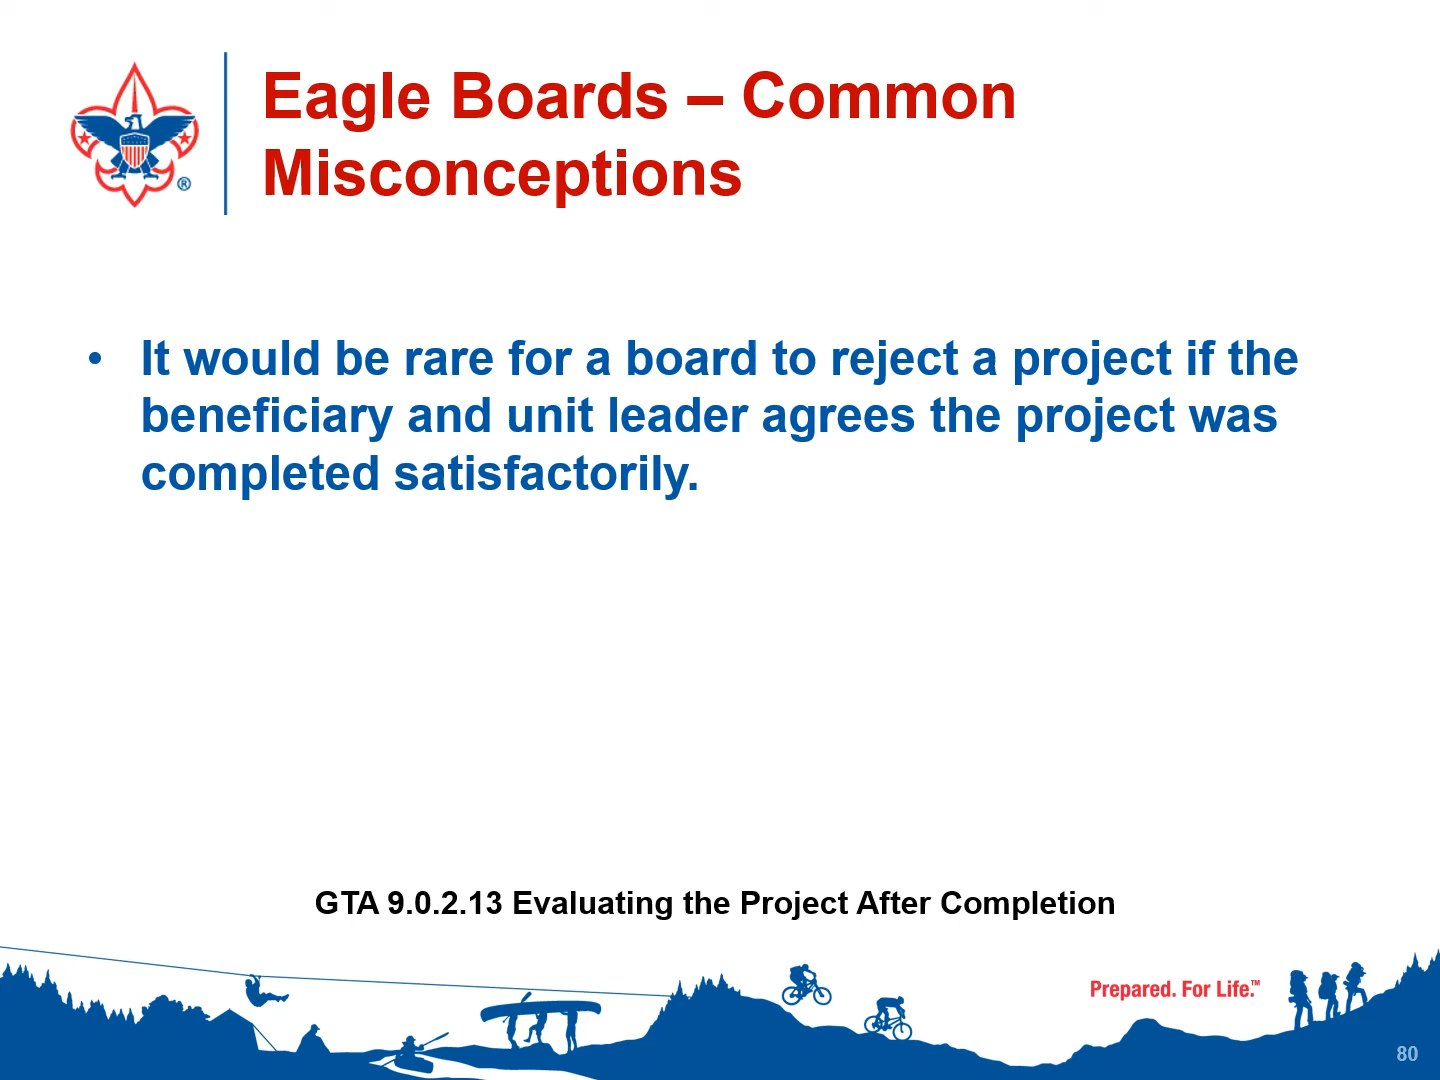 Eagle Boards – Common
Misconceptions
®
• It would be rare for a board to reject a project if the
beneficiary and unit leader agrees the project was
completed satisfactorily.
GTA 9.0.2.13 Evaluating the Project After Completion
Prepared. For Life.™
80